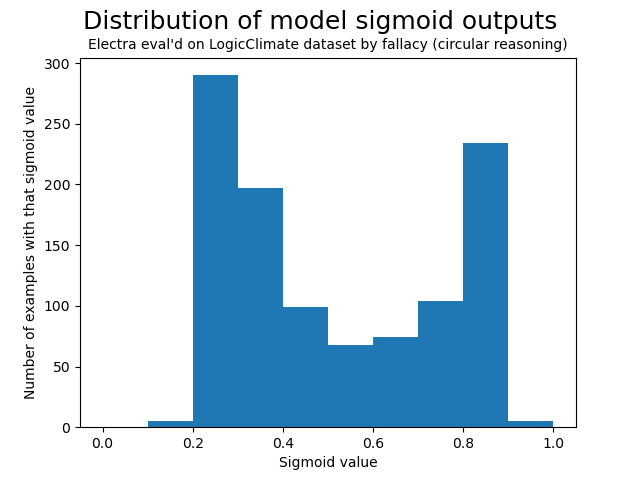 Distribution of model sigmoid outputs
Electra eval'd on LogicClimate dataset by fallacy (circular reasoning)
300
250
200
150
100
50
0
Number of examples with that sigmoid value
0.0 0.2 0.4 0.6 0.8 1.0
Sigmoid value